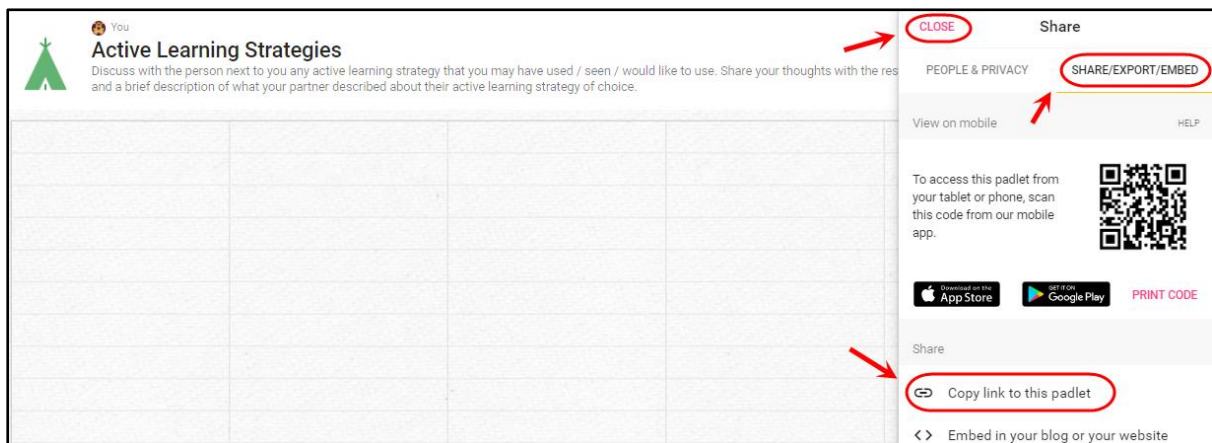 You
Active Learning Strategies
Discuss with the person next to you any active learning strategy that you may have used / seen / would like to use. Share your thoughts with the res
and a brief description of what your partner described about their active learning strategy of choice.
CLOSE
Share
PEOPLE & PRIVACY
SHARE/EXPORT/EMBED
View on mobile
HELP
To access this padlet from
your tablet or phone, scan
this code from our mobile
app.
Download on the
App Store
GET IT ON
Google Play
PRINT CODE
Share
Copy link to this padlet
Embed in your blog or your website